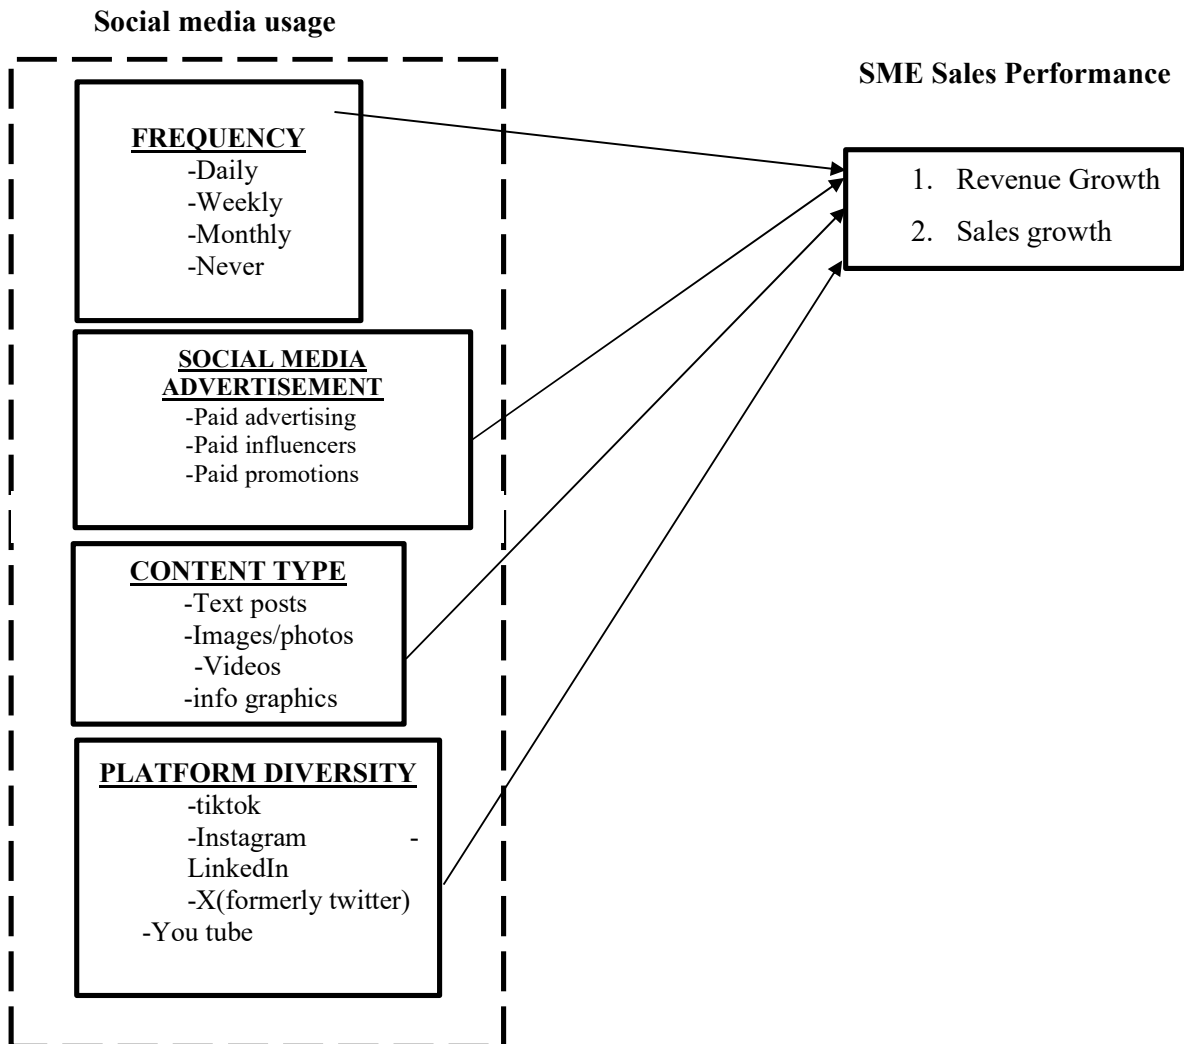 Social media usage
SME Sales Performance
FREQUENCY
-Daily
-Weekly
-Monthly
-Never
1. Revenue Growth
2. Sales growth
SOCIAL MEDIA
ADVERTISEMENT
-Paid advertising
-Paid influencers
-Paid promotions
CONTENT TYPE
-Text posts
-Images/photos
-Videos
-info graphics
PLATFORM DIVERSITY
-tiktok
-Instagram -
LinkedIn
-X(formerly twitter)
-You tube